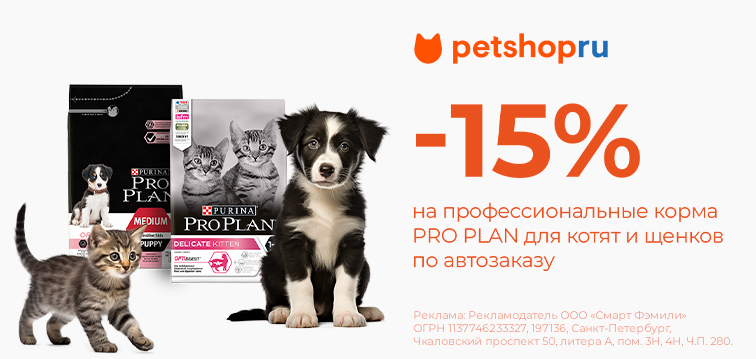 petshopru
-15%
на профессиональные корма
PRO PLAN для котят и щенков
по автозаказу
Реклама: Рекламодатель ООО «Смарт Фэмили»
ОГРН 1137746233327, 197136, Санкт-Петербург,
Чкаловский проспект 50, литера А, пом. 3Н, 4Н, Ч.П. 280.
PURINA
PRO
PLAN
MEDIUM
PUPPY
PURINA
PRO PLAN
DELICATE KITTEN
OPTIDIGEST